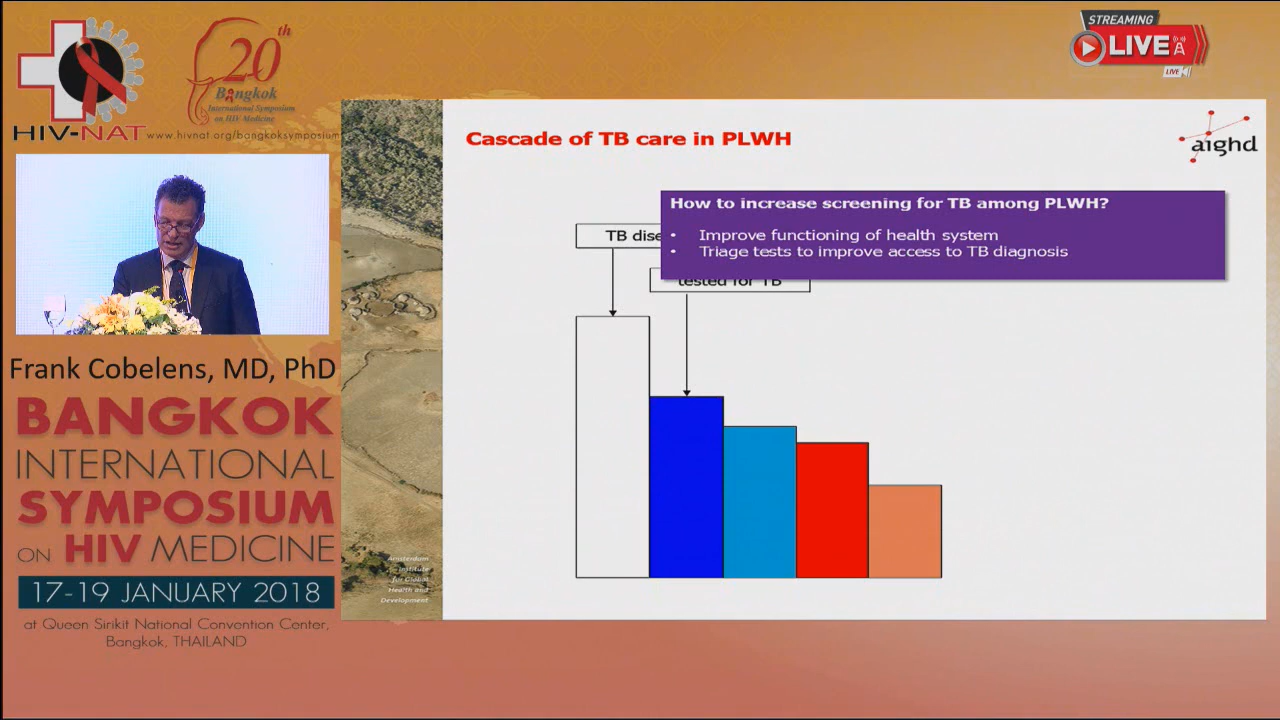 HIV-NAT
www.hivnat.org/bangkoksymposium
20th
Bangkok
International Symposium
on HIV Medicine
STREAMING
LIVE
LIVE
Cascade of TB care in PLWH
aighd
How to increase screening for TB among PLWH?
• Improve functioning of health system
• Triage tests to improve access to TB diagnosis
TB dise
tested for TB
Amsterdam
Institute
for Global
Health and
Development
Frank Cobelens, MD, PhD
BANGKOK
INTERNATIONAL
SYMPOSIUM
ON HIV MEDICINE
17-19 JANUARY 2018
at Queen Sirikit National Convention Center,
Bangkok, THAILAND